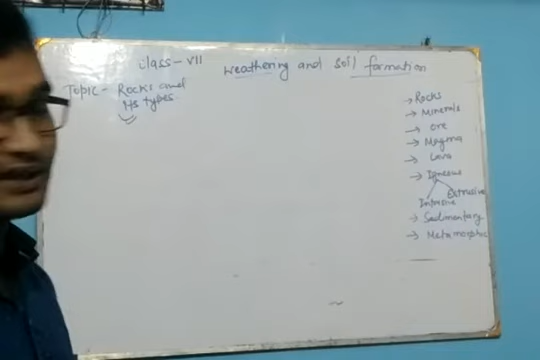 Class - VII Weathering and Soil formation
Topic - Rocks and
its types
→ Rocks
→ Minerals
→ Ore
→ Magma
→ Lava
→ Igneous
Extrusive
Intrusive
→ Sedimentary
→ Metamorphic